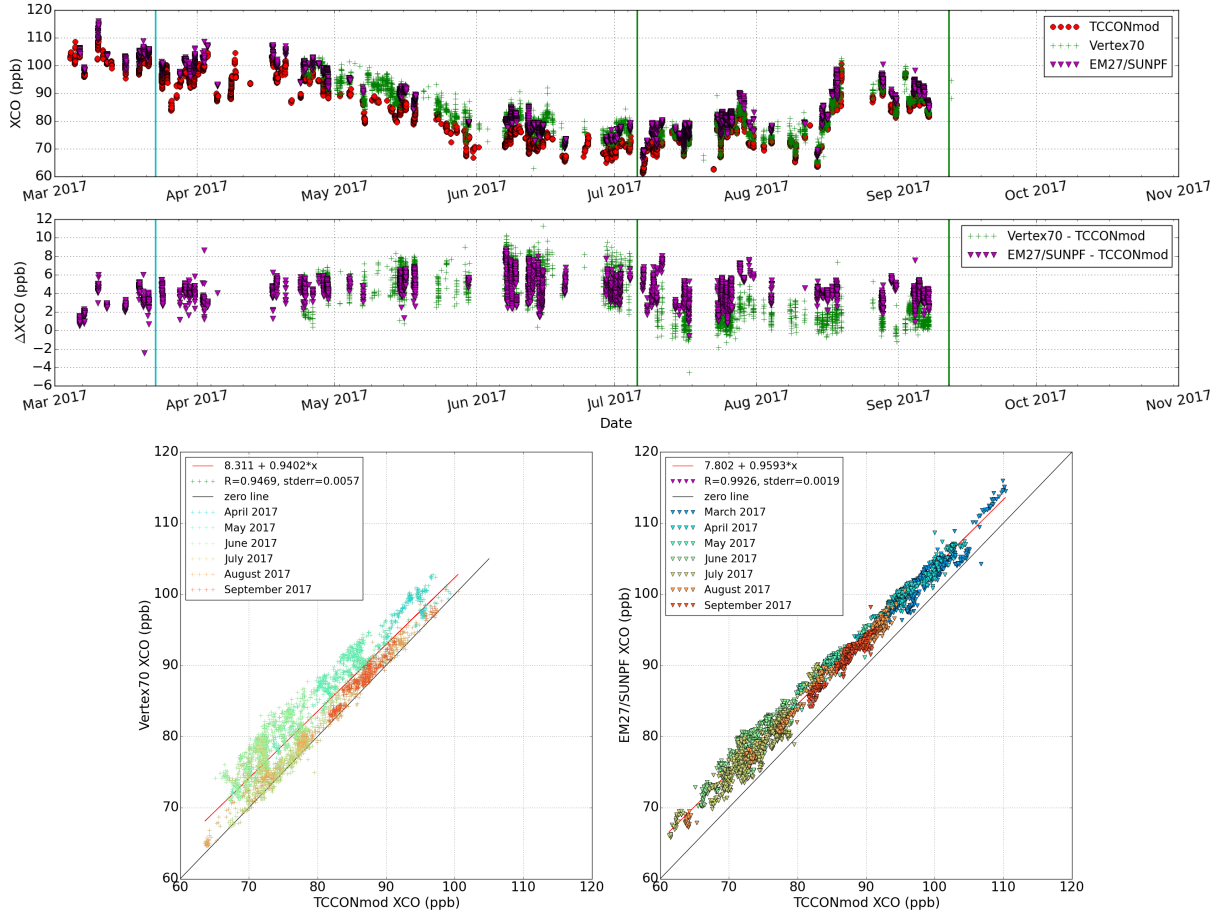 120
110
100
90
80
70
60
XCO (ppb)
TCCONmod
Vertex70
EM27/SUNPF
Mar 2017
Apr 2017
May 2017
Jun 2017
Jul 2017
Aug 2017
Sep 2017
Oct 2017
Nov 2017
12
10
8
6
4
2
0
−2
−4
−6
ΔXCO (ppb)
Vertex70 - TCCONmod
EM27/SUNPF - TCCONmod
Mar 2017
Apr 2017
May 2017
Jun 2017
Jul 2017
Aug 2017
Sep 2017
Oct 2017
Nov 2017
Date
120
110
100
90
80
70
60
Vertex70 XCO (ppb)
8.311 + 0.9402*x
R=0.9469, stderr=0.0057
zero line
April 2017
May 2017
June 2017
July 2017
August 2017
September 2017
60
70
80
90
100
110
120
TCCONmod XCO (ppb)
120
110
100
90
80
70
60
EM27/SUNPF XCO (ppb)
7.802 + 0.9593*x
R=0.9926, stderr=0.0019
zero line
March 2017
April 2017
May 2017
June 2017
July 2017
August 2017
September 2017
60
70
80
90
100
110
120
TCCONmod XCO (ppb)